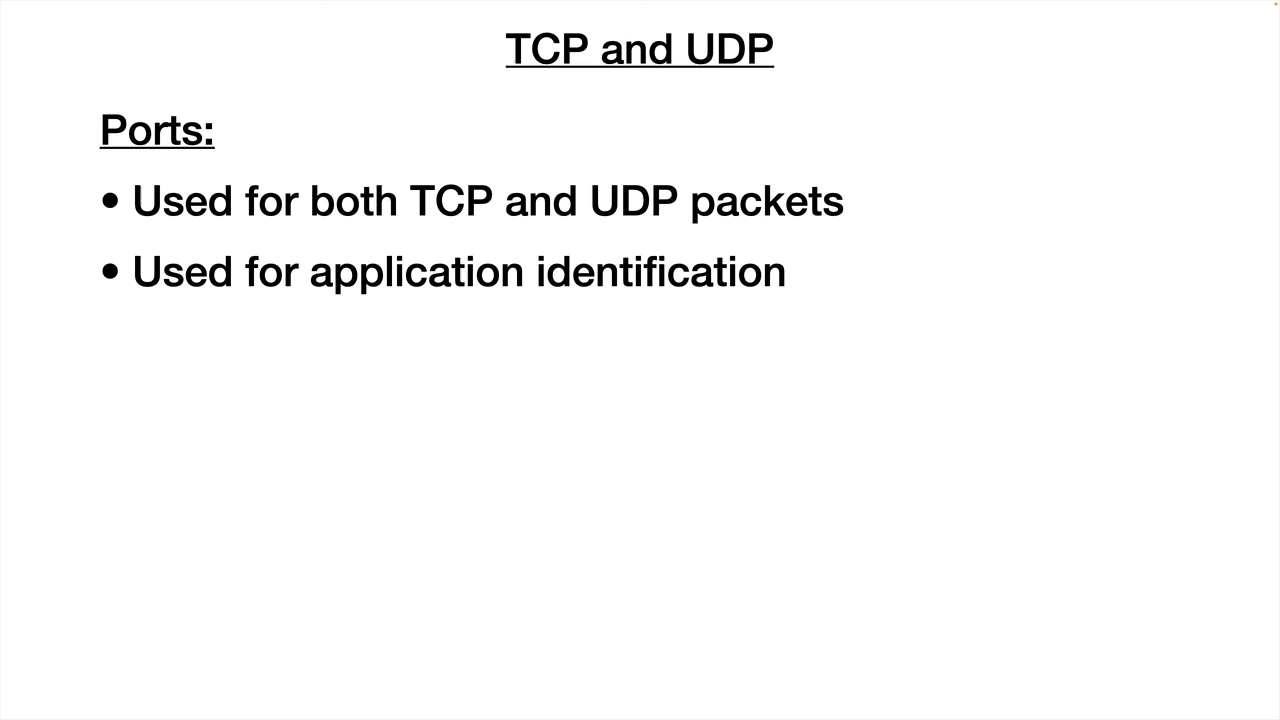 TCP and UDP
Ports:
• Used for both TCP and UDP packets
• Used for application identification